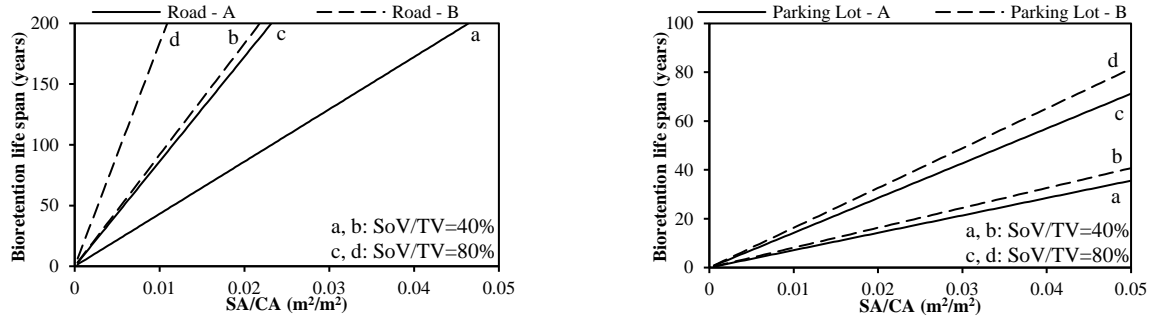 Road - A
Road - B
200
150
100
50
0
Bioretention life span (years)
d
b
c
a
a, b: SoV/TV=40%
c, d: SoV/TV=80%
0
0.01
0.02
0.03
0.04
0.05
SA/CA (m²/m²)
Parking Lot - A
Parking Lot - B
100
80
60
40
20
0
Bioretention life span (years)
d
c
b
a
a, b: SoV/TV=40%
c, d: SoV/TV=80%
0
0.01
0.02
0.03
0.04
0.05
SA/CA (m²/m²)